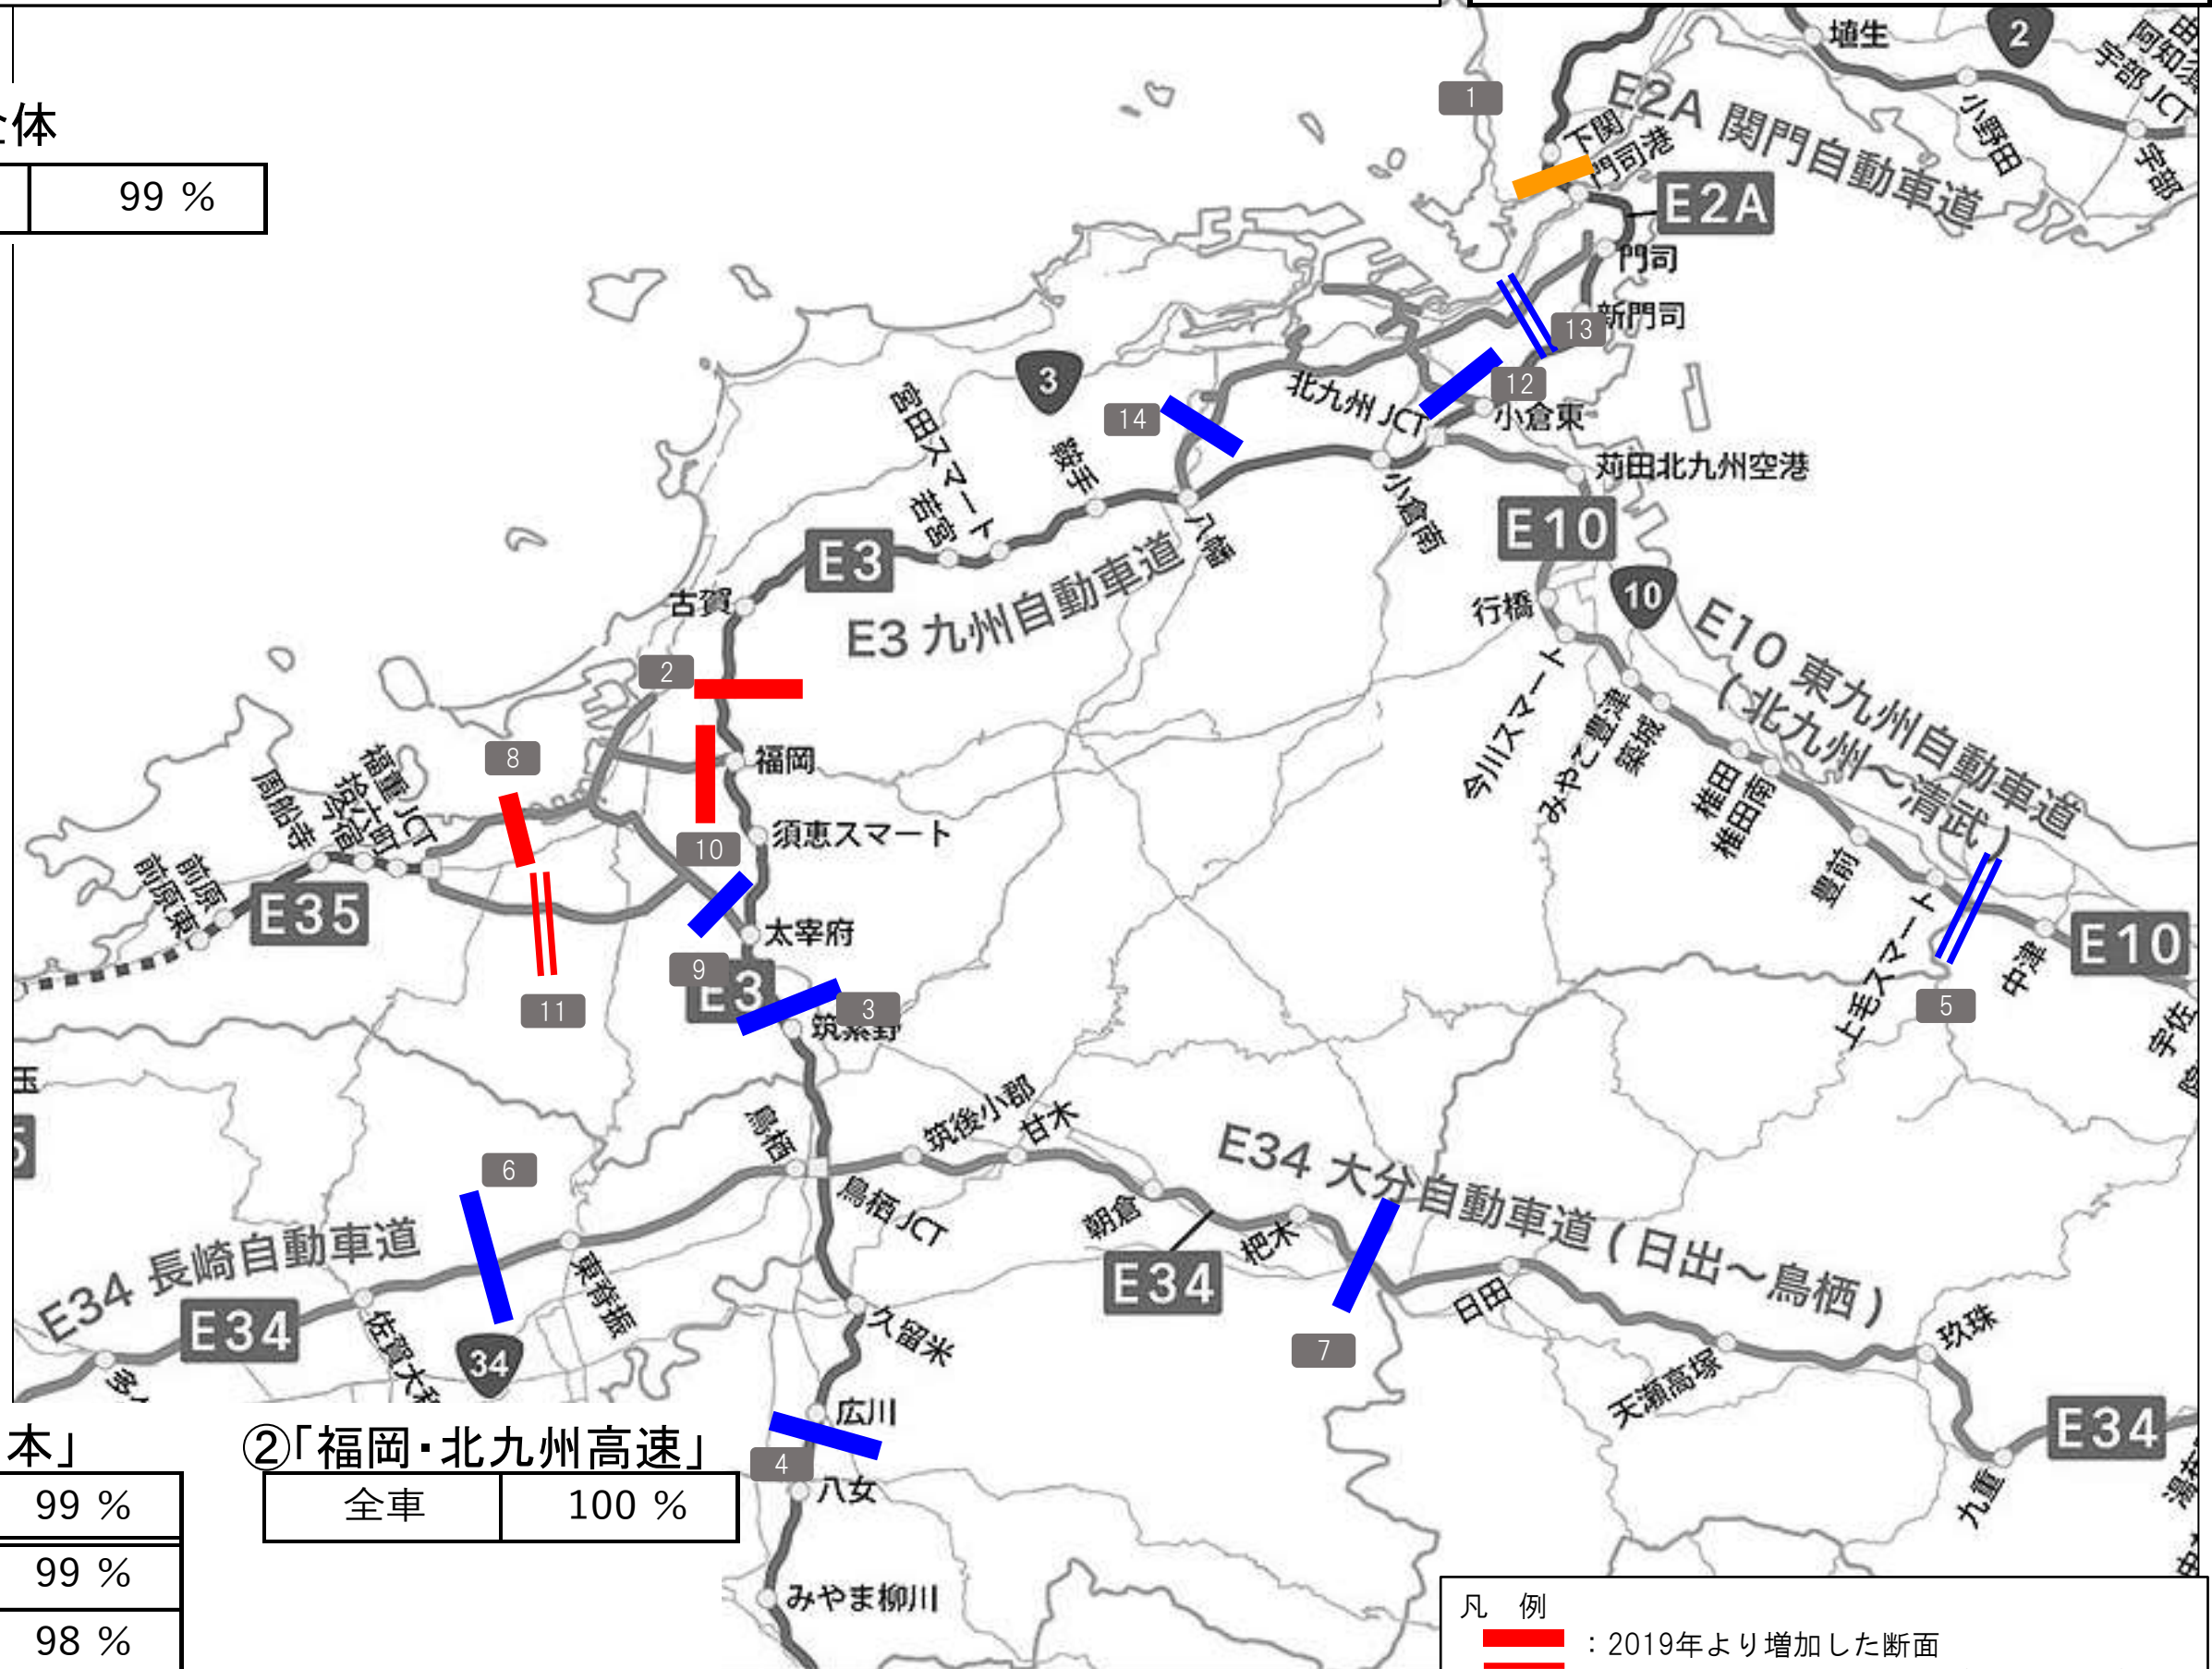 全体
99 %
1
2
埴生
小野田
宇部 JCT
宇部
E2A 関門自動車道
下関
門司港
E2A
門司
新門司
13
12
北九州 JCT
小倉東
苅田北九州空港
14
3
宮田スマート
若宮
鞍手
八幡
小倉南
E3
E3 九州自動車道
E10
10
行橋
今川スマート
みやこ豊津
築城
椎田
椎田南
豊前
上毛スマート
中津
宇佐
E10 東九州自動車道
(北九州～清武)
E10
5
古賀
2
福岡
8
10
須恵スマート
福重 JCT
拾六町
今宿
周船寺
前原
前原東
E35
太宰府
9
E3
3
筑紫野
11
6
鳥栖
筑後小郡
甘木
鳥栖 JCT
朝倉
杷木
E34 大分自動車道(日出～鳥栖)
E34
7
日田
天瀬高塚
玖珠
九重
E34
E34 長崎自動車道
E34
34
東脊振
佐賀大和
久留米
広川
4
八女
みやま柳川
本」
99 %
99 %
98 %
②「福岡・北九州高速」
全車 100 %
凡 例
：2019年より増加した断面